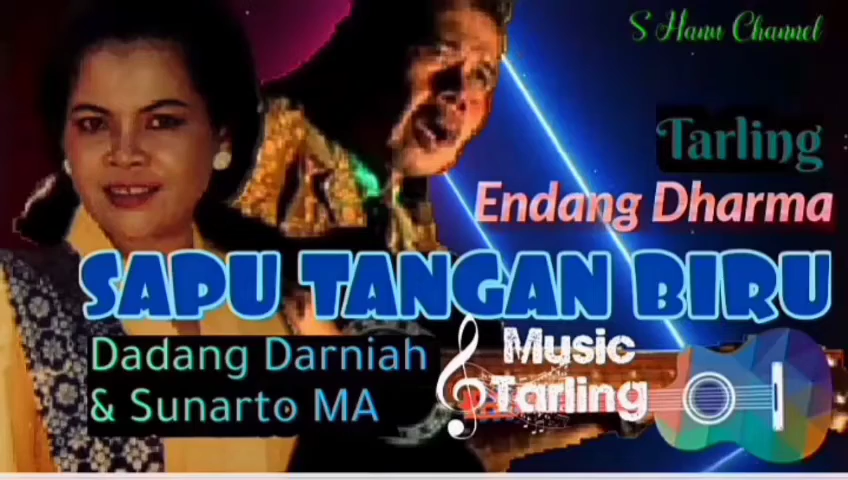 S Hanu Channel
Tarling
Endang Dharma
SAPU TANGAN BIRU
Dadang Darniah
& Sunarto MA
Music
Tarling